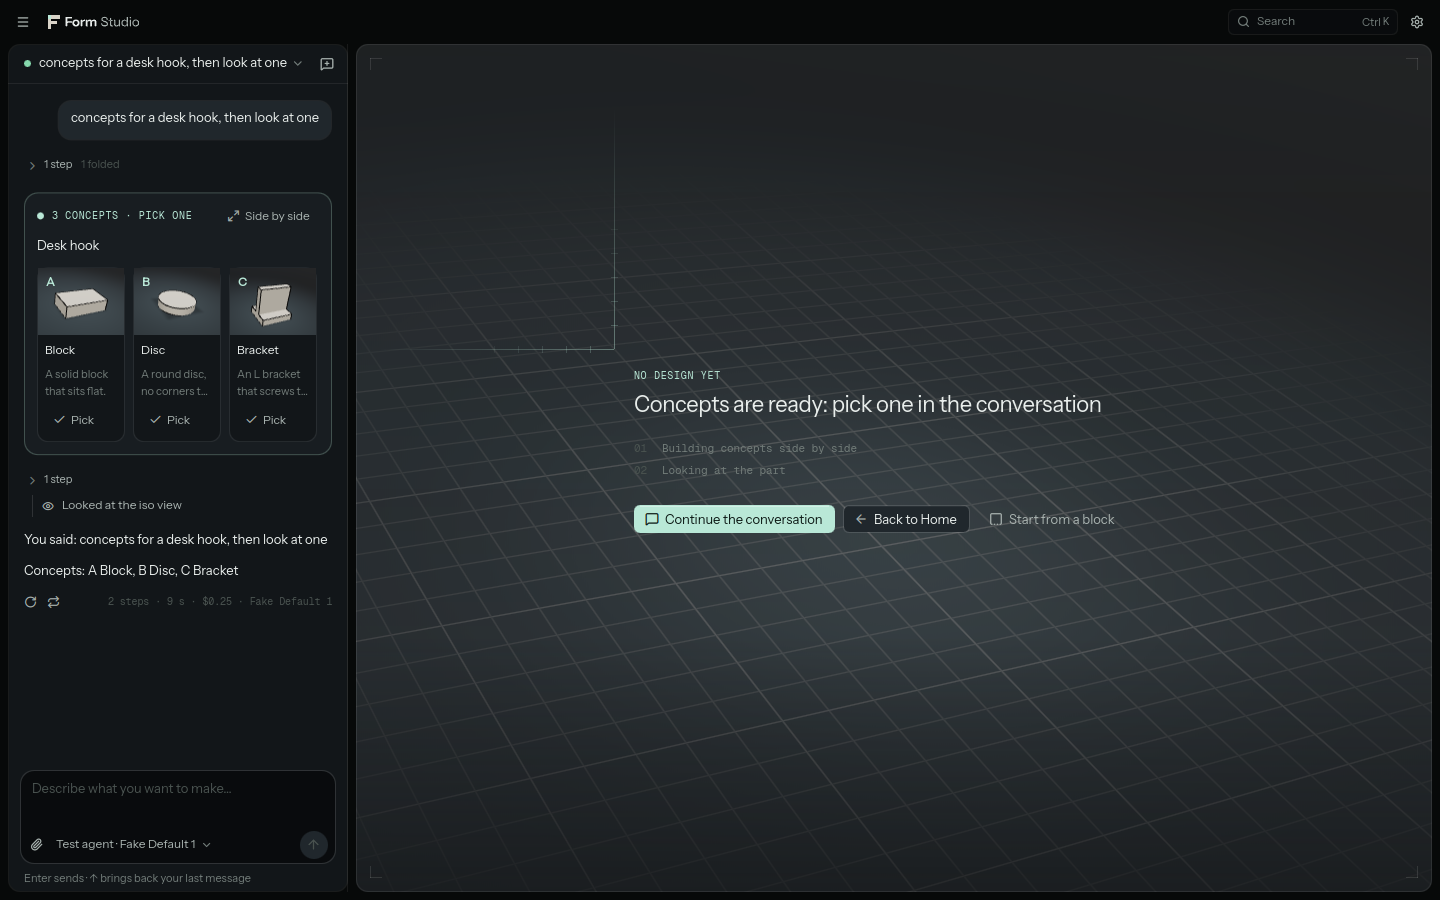 Form Studio
Search Ctrl K
concepts for a desk hook, then look at one
concepts for a desk hook, then look at one
1 step 1 folded
3 CONCEPTS · PICK ONE Side by side
Desk hook
A B C
Block Disc Bracket
A solid block A round disc, An L bracket
that sits flat. no corners t... that screws t...
Pick Pick Pick
1 step
Looked at the iso view
You said: concepts for a desk hook, then look at one
Concepts: A Block, B Disc, C Bracket
2 steps · 9 s · $0.25 · Fake Default 1
Describe what you want to make...
Test agent · Fake Default 1
Enter sends · ↑ brings back your last message
NO DESIGN YET
Concepts are ready: pick one in the conversation
01 Building concepts side by side
02 Looking at the part
Continue the conversation Back to Home Start from a block